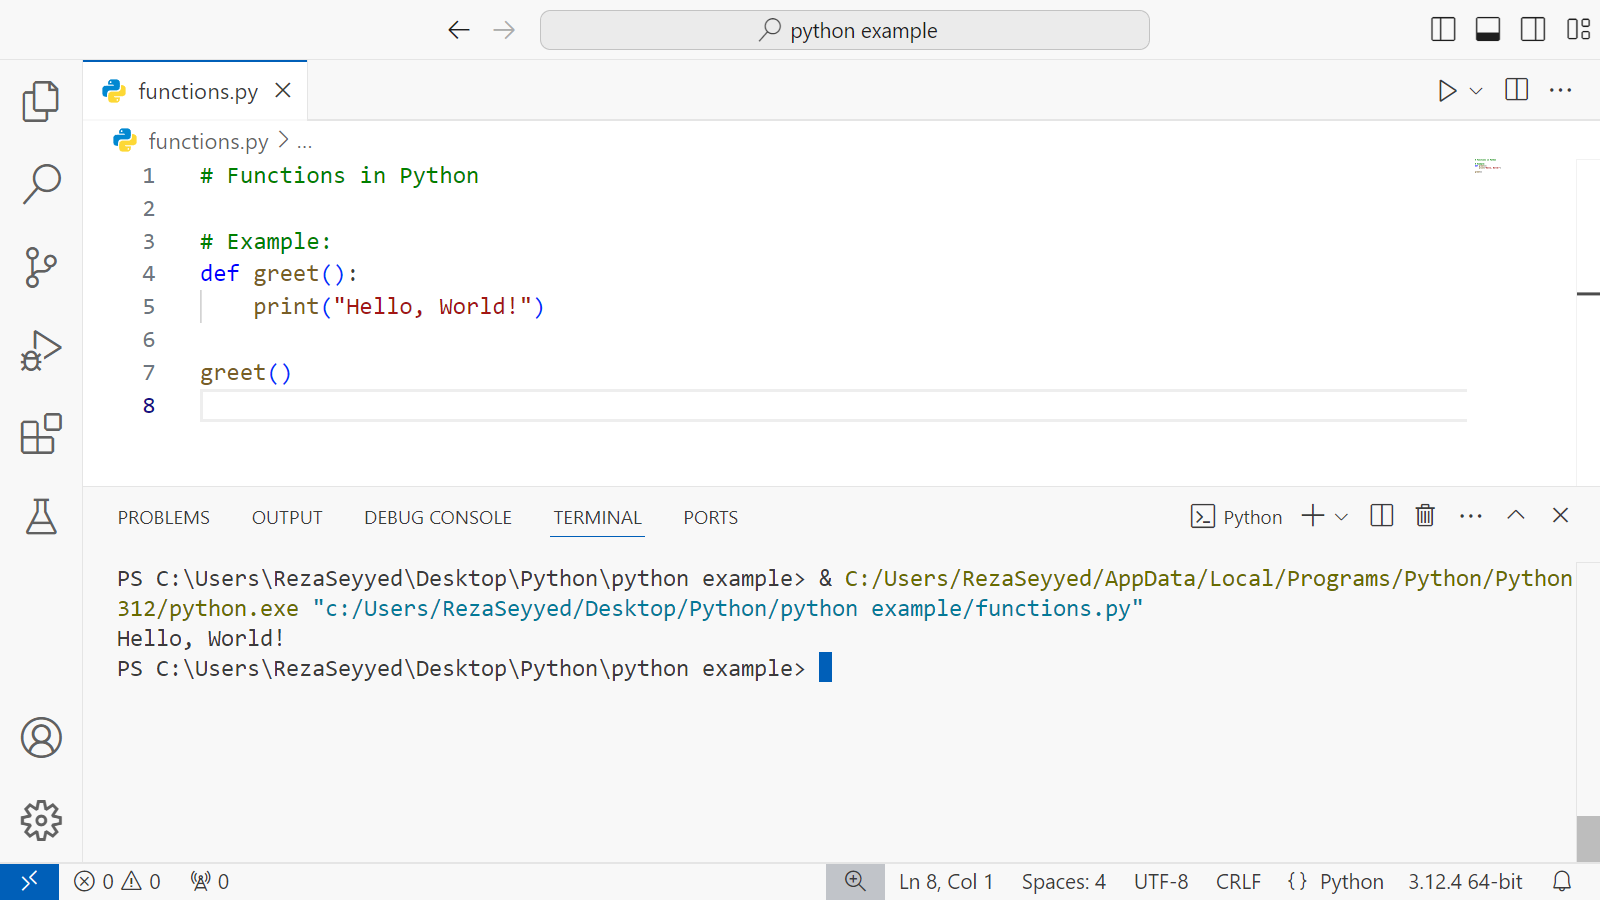 python example
functions.py
functions.py > ...
1 # Functions in Python
2
3 # Example:
4 def greet():
5     print("Hello, World!")
6
7 greet()
8
PROBLEMS OUTPUT DEBUG CONSOLE TERMINAL PORTS Python
PS C:\Users\RezaSeyyed\Desktop\Python\python example> & C:/Users/RezaSeyyed/AppData/Local/Programs/Python/Python
312/python.exe "c:/Users/RezaSeyyed/Desktop/Python/python example/functions.py"
Hello, World!
PS C:\Users\RezaSeyyed\Desktop\Python\python example>
0 0 0 Ln 8, Col 1 Spaces: 4 UTF-8 CRLF {} Python 3.12.4 64-bit